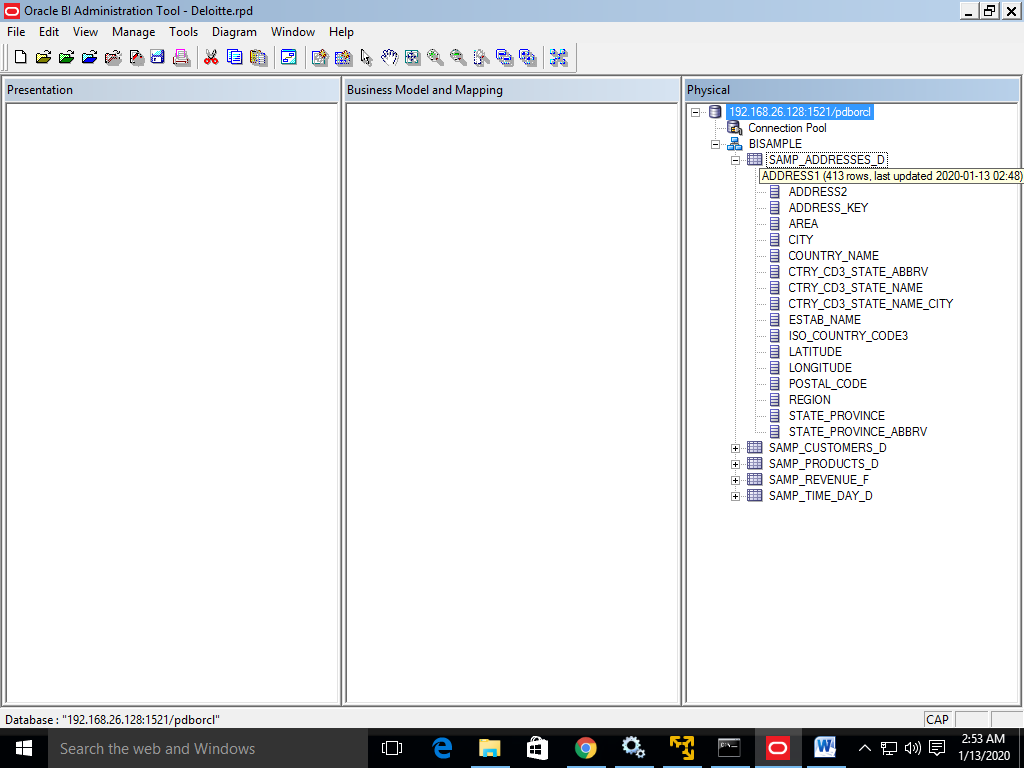 Oracle BI Administration Tool - Deloitte.rpd
File Edit View Manage Tools Diagram Window Help
Presentation
Business Model and Mapping
Physical
192.168.26.128:1521/pdborcl
Connection Pool
BISAMPLE
SAMP_ADDRESSES_D
ADDRESS1 (413 rows, last updated 2020-01-13 02:48)
ADDRESS2
ADDRESS_KEY
AREA
CITY
COUNTRY_NAME
CTRY_CD3_STATE_ABBRV
CTRY_CD3_STATE_NAME
CTRY_CD3_STATE_NAME_CITY
ESTAB_NAME
ISO_COUNTRY_CODE3
LATITUDE
LONGITUDE
POSTAL_CODE
REGION
STATE_PROVINCE
STATE_PROVINCE_ABBRV
SAMP_CUSTOMERS_D
SAMP_PRODUCTS_D
SAMP_REVENUE_F
SAMP_TIME_DAY_D
Database : "192.168.26.128:1521/pdborcl"
CAP
Search the web and Windows
2:53 AM
1/13/2020